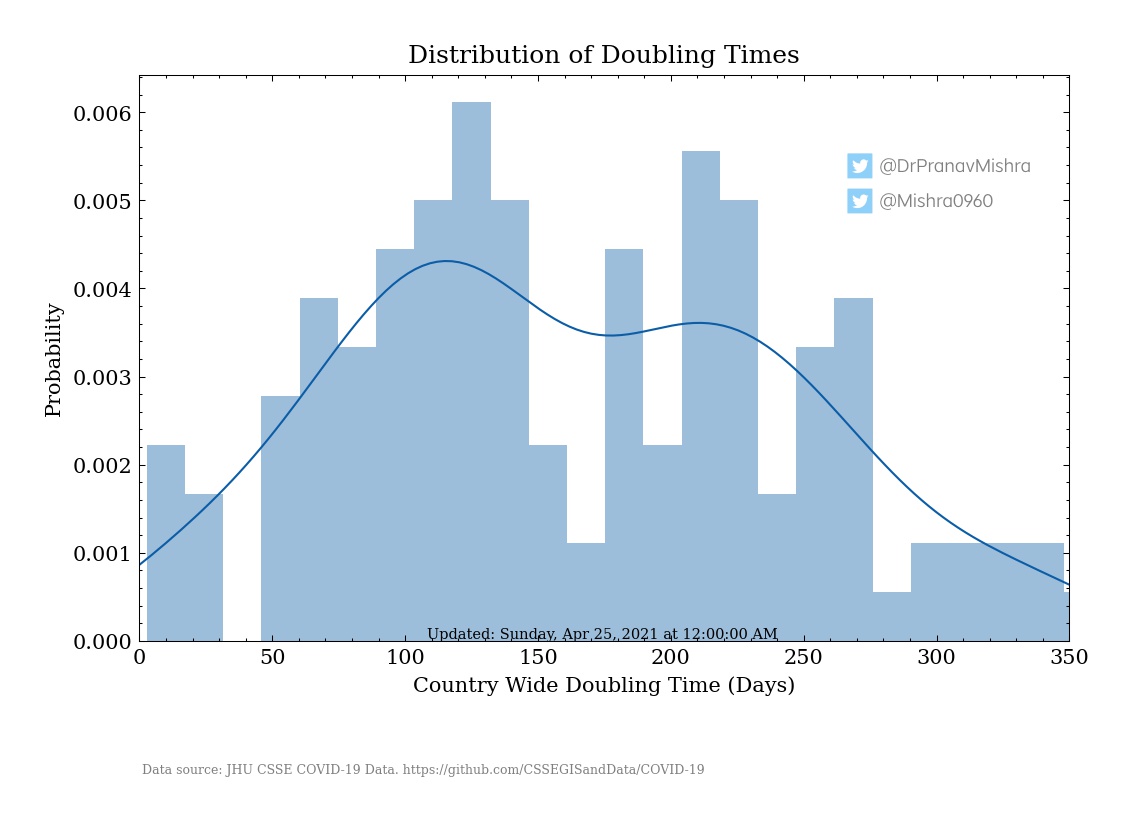 Distribution of Doubling Times
0.006
0.005
0.004
0.003
0.002
0.001
0.000
Probability
@DrPranavMishra
@Mishra0960
Updated: Sunday, Apr 25, 2021 at 12:00:00 AM
0 50 100 150 200 250 300 350
Country Wide Doubling Time (Days)
Data source: JHU CSSE COVID-19 Data. https://github.com/CSSEGISandData/COVID-19